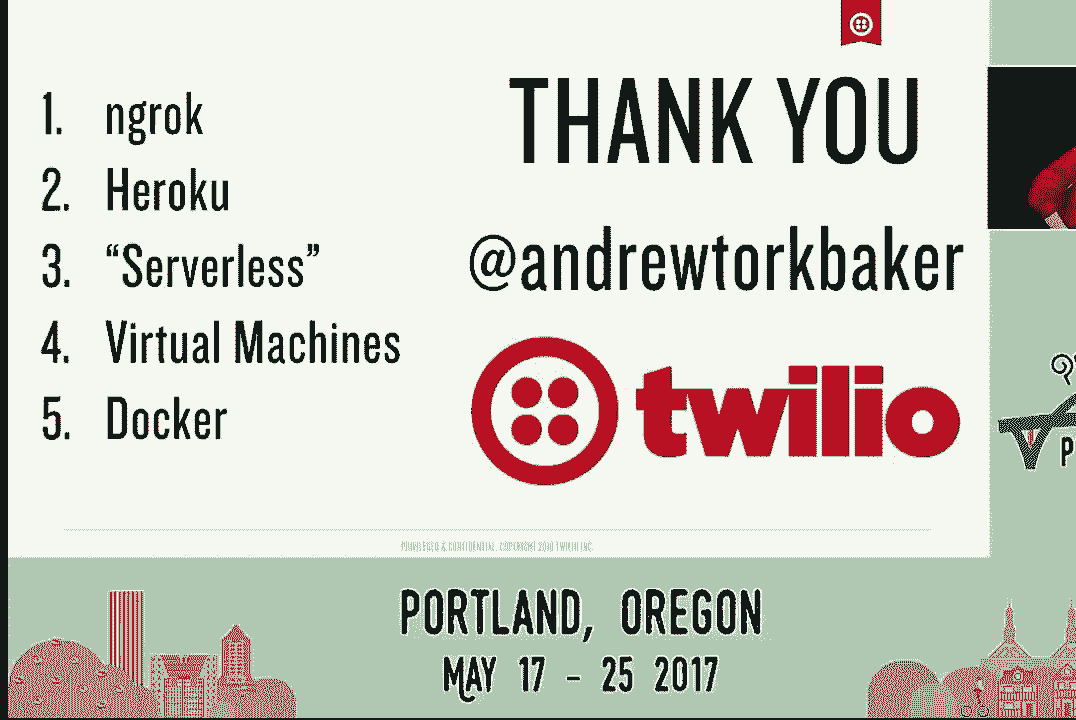 1. ngrok
2. Heroku
3. “Serverless”
4. Virtual Machines
5. Docker
THANK YOU
@andrewtorkbaker
twilio
PORTLAND, OREGON
MAY 17 - 25 2017